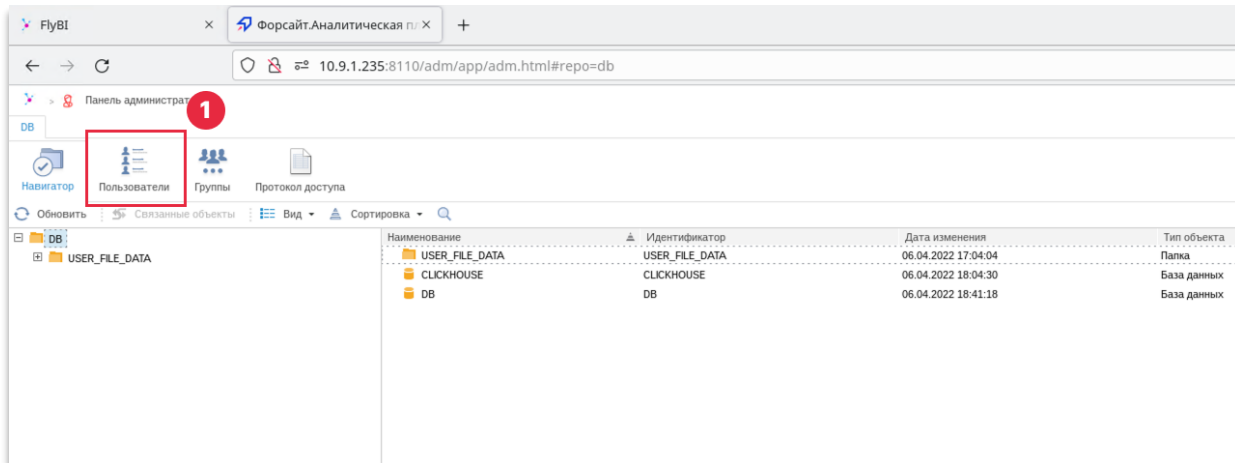 FlyBI × Форсайт.Аналитическая пл × +
10.9.1.235:8110/adm/app/adm.html#repo=db
> Панель администрат
1
DB
Навигатор Пользователи Группы Протокол доступа
Обновить Связанные объекты Вид Сортировка
DB
USER_FILE_DATA
Наименование Идентификатор Дата изменения Тип объекта
USER_FILE_DATA USER_FILE_DATA 06.04.2022 17:04:04 Папка
CLICKHOUSE CLICKHOUSE 06.04.2022 18:04:30 База данных
DB DB 06.04.2022 18:41:18 База данных